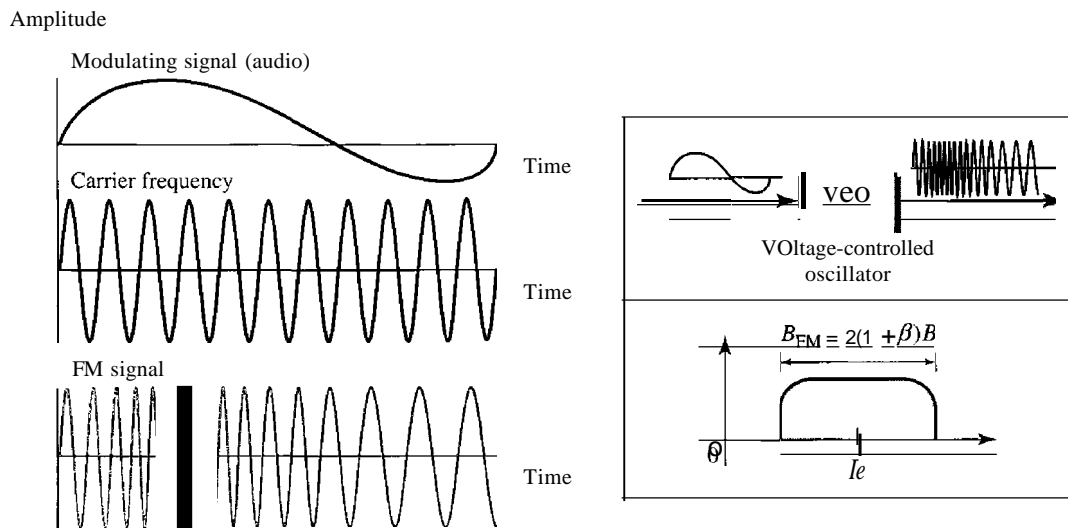 Amplitude
Modulating signal (audio)
Time
Carrier frequency
Time
FM signal
Time
veo
VOltage-controlled
oscillator
BFM = 2(1 +β)B
0
Ie